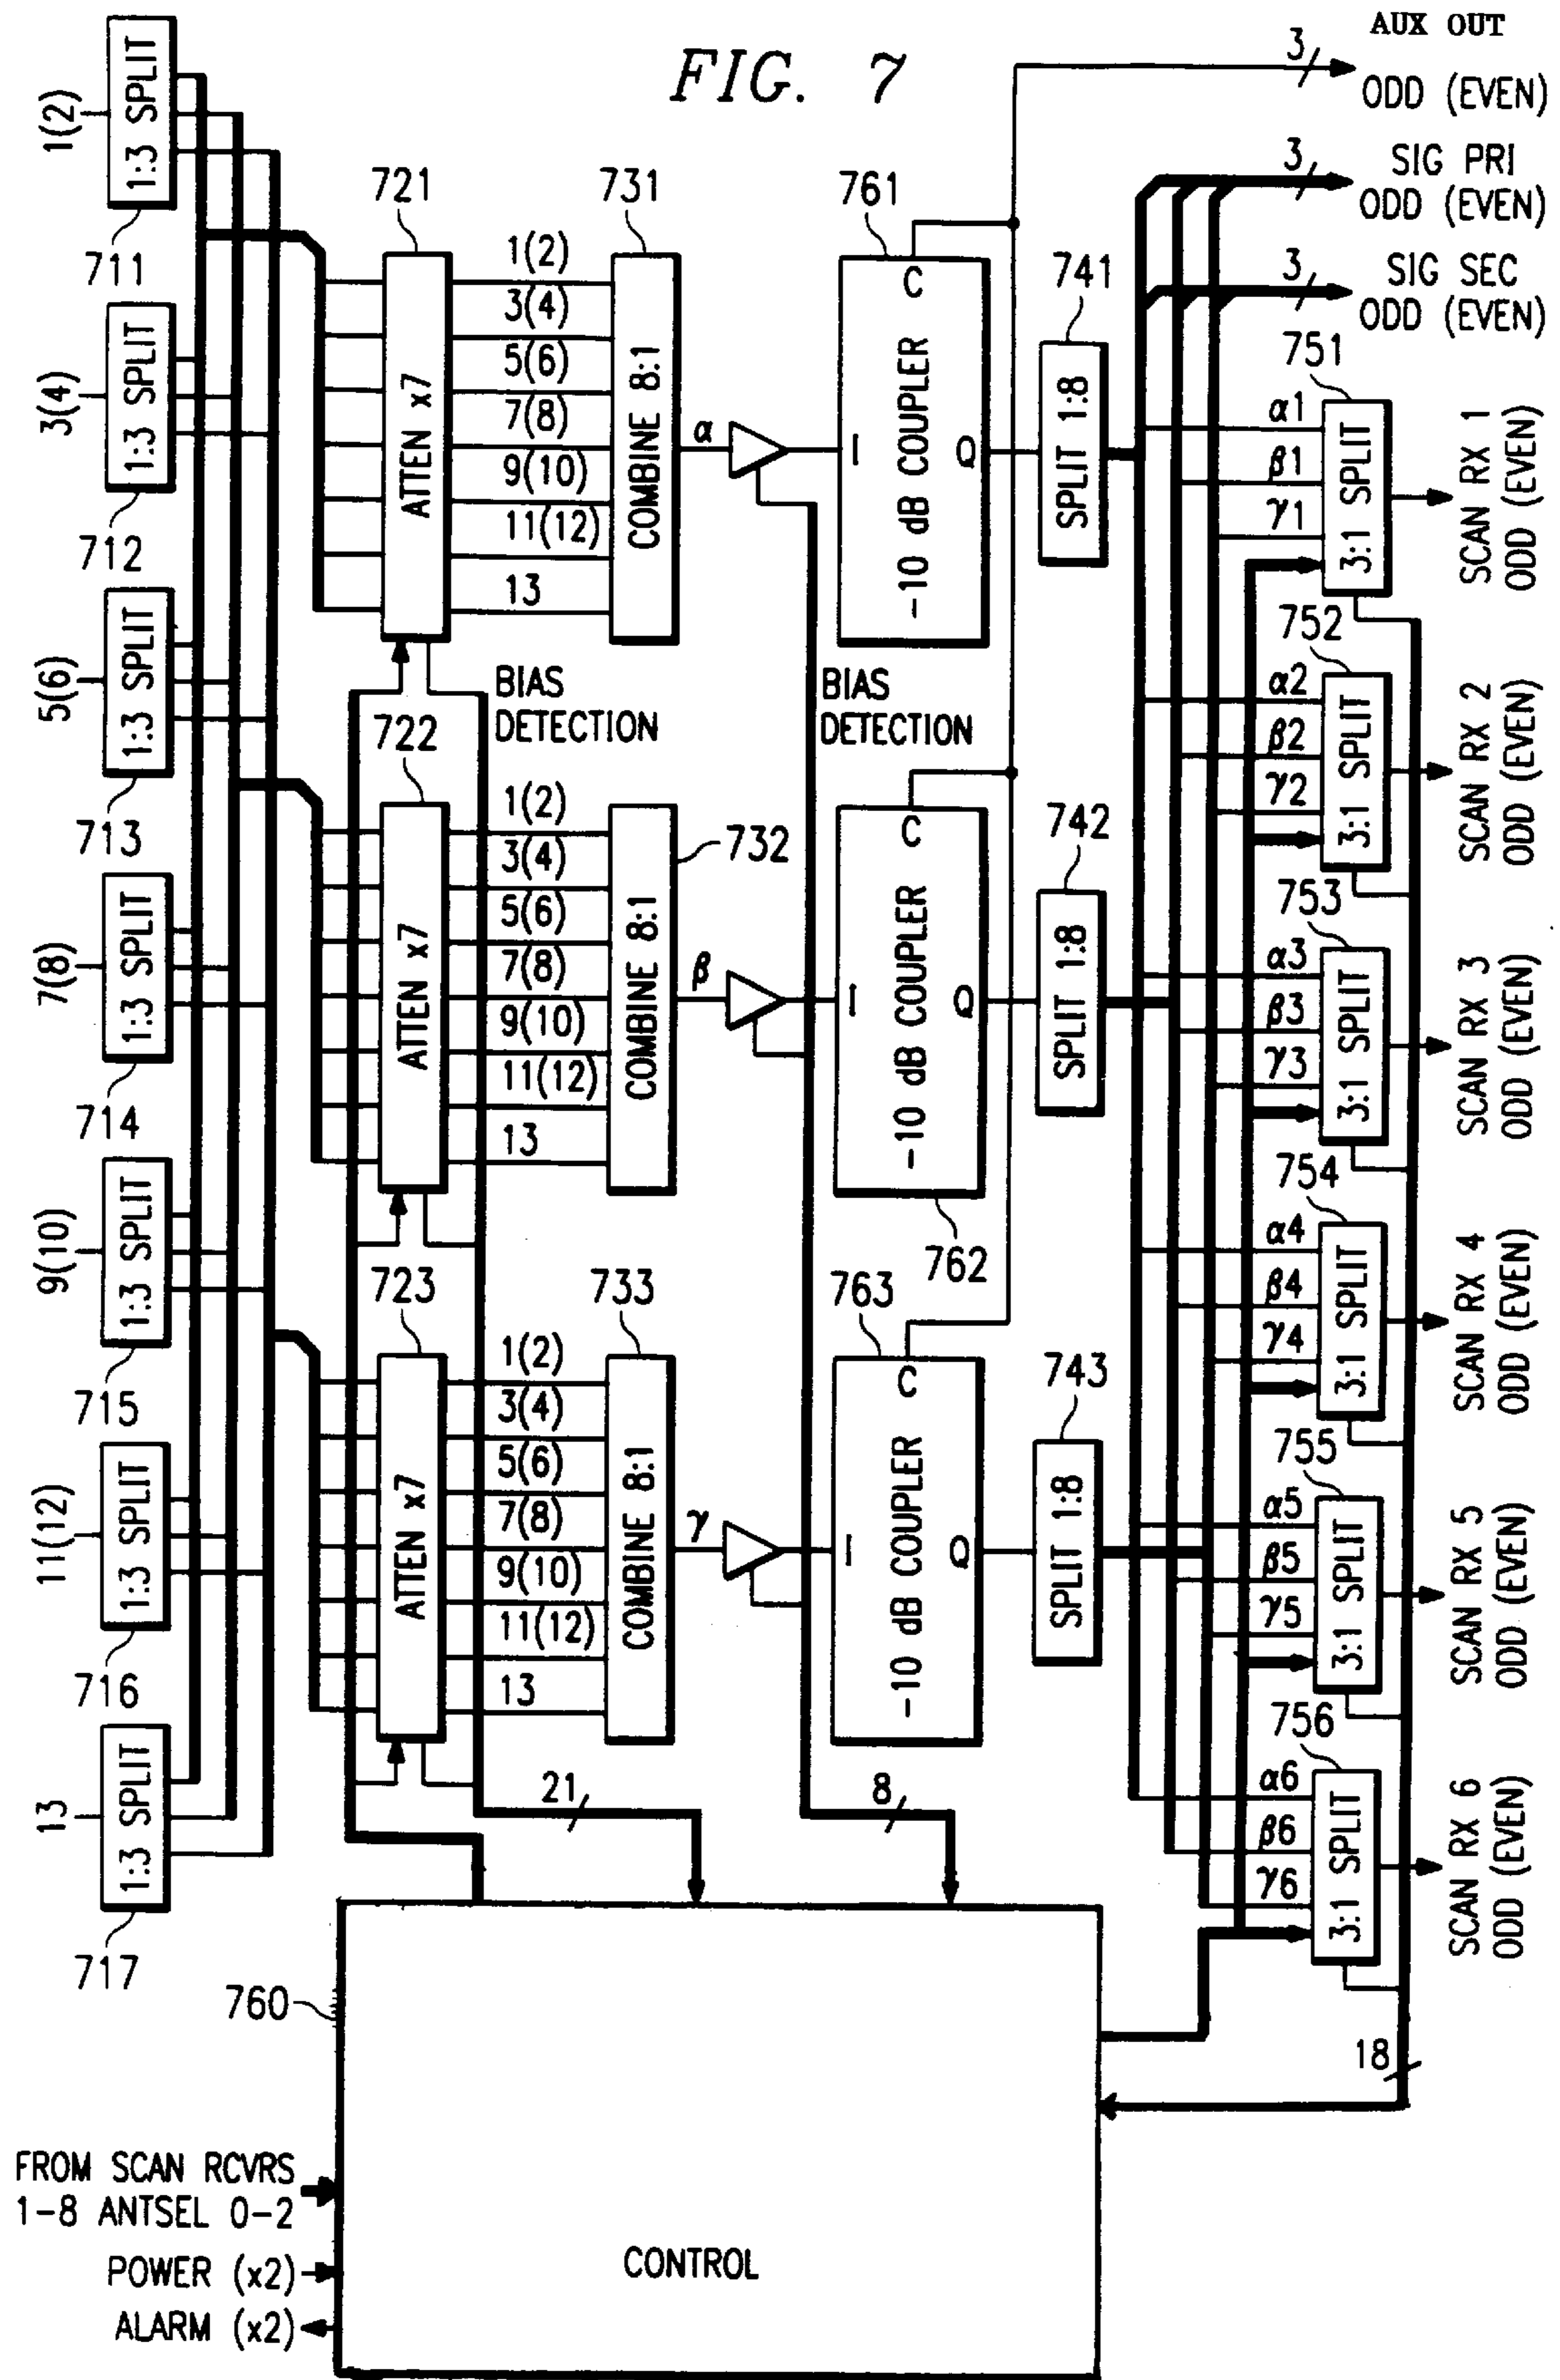 FIG. 7
AUX OUT
3
ODD (EVEN)
3
SIG PRI
ODD (EVEN)
3
SIG SEC
ODD (EVEN)
1(2)
1:3 SPLIT
711
3(4)
1:3 SPLIT
712
5(6)
1:3 SPLIT
713
7(8)
1:3 SPLIT
714
9(10)
1:3 SPLIT
715
11(12)
1:3 SPLIT
716
13
1:3 SPLIT
717
721
ATTEN x7
1(2)
3(4)
5(6)
7(8)
9(10)
11(12)
13
731
COMBINE 8:1
α
761
C
I
-10 dB COUPLER
Q
741
SPLIT 1:8
BIAS
DETECTION
BIAS
DETECTION
722
ATTEN x7
1(2)
3(4)
5(6)
7(8)
9(10)
11(12)
13
732
COMBINE 8:1
β
C
I
-10 dB COUPLER
Q
762
742
SPLIT 1:8
723
ATTEN x7
1(2)
3(4)
5(6)
7(8)
9(10)
11(12)
13
733
COMBINE 8:1
γ
763
C
I
-10 dB COUPLER
Q
743
SPLIT 1:8
751
α1
β1
γ1
3:1 SPLIT
SCAN RX 1
ODD (EVEN)
752
α2
β2
γ2
3:1 SPLIT
SCAN RX 2
ODD (EVEN)
753
α3
β3
γ3
3:1 SPLIT
SCAN RX 3
ODD (EVEN)
754
α4
β4
γ4
3:1 SPLIT
SCAN RX 4
ODD (EVEN)
755
α5
β5
γ5
3:1 SPLIT
SCAN RX 5
ODD (EVEN)
756
α6
β6
γ6
3:1 SPLIT
SCAN RX 6
ODD (EVEN)
21
8
18
760
FROM SCAN RCVRS
1-8 ANTSEL 0-2
POWER (x2)
ALARM (x2)
CONTROL